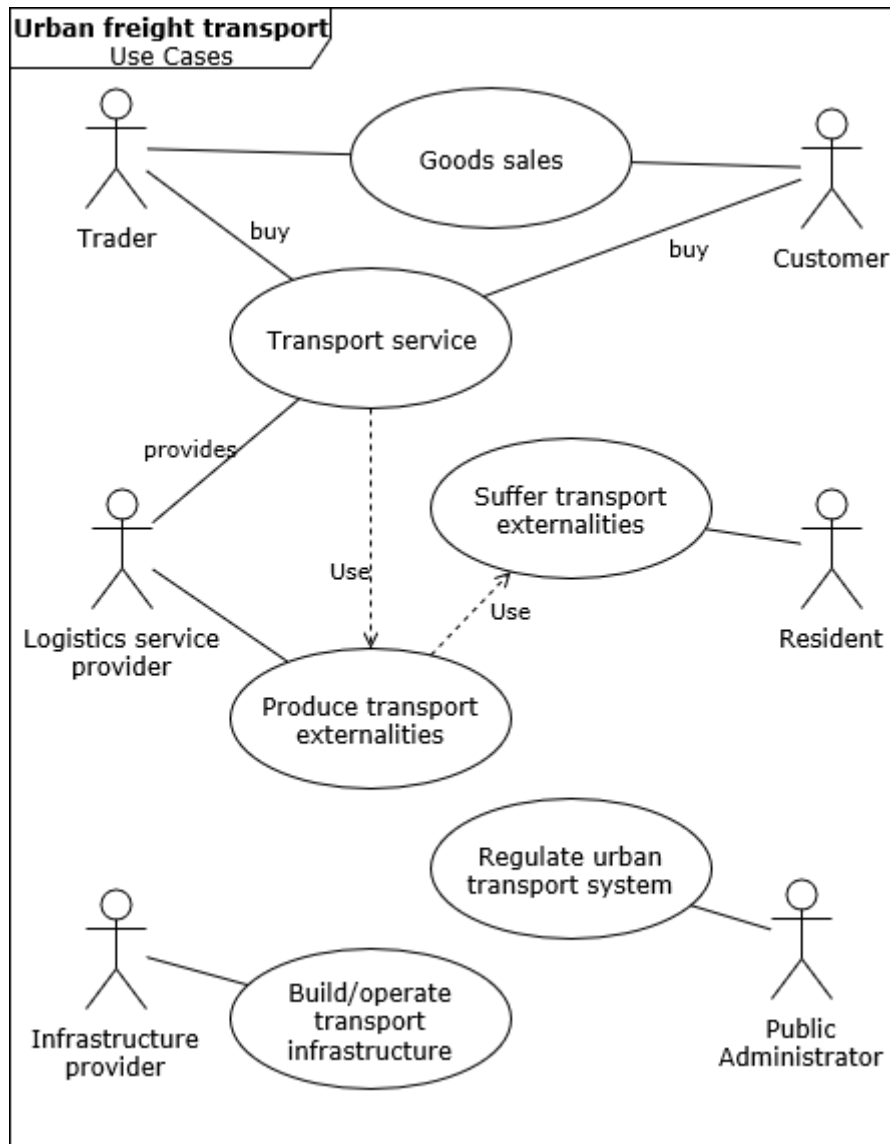 Urban freight transport
Use Cases
Goods sales
Trader
Customer
buy
buy
Transport service
provides
Suffer transport
externalities
Use
Use
Logistics service
provider
Resident
Produce transport
externalities
Regulate urban
transport system
Build/operate
transport
infrastructure
Infrastructure
provider
Public
Administrator